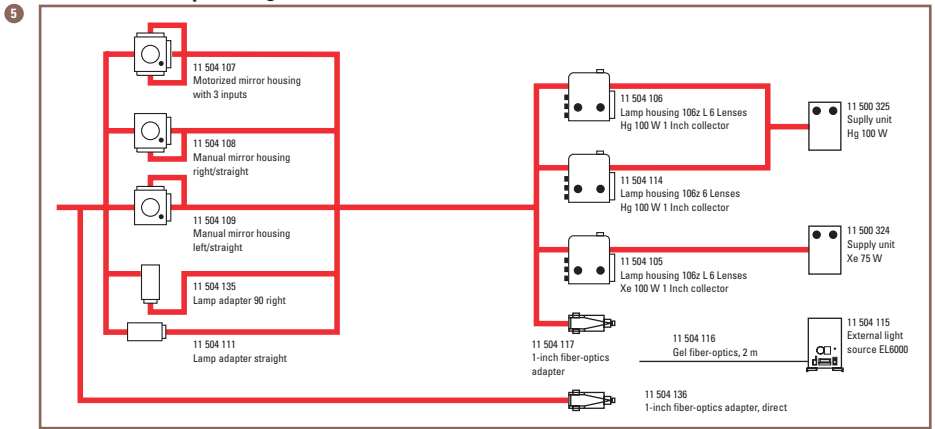 5
11 504 107
Motorized mirror housing
with 3 inputs
11 504 108
Manual mirror housing
right/straight
11 504 109
Manual mirror housing
left/straight
11 504 135
Lamp adapter 90 right
11 504 111
Lamp adapter straight
11 504 106
Lamp housing 106z L 6 Lenses
Hg 100 W 1 Inch collector
11 504 114
Lamp housing 106z 6 Lenses
Hg 100 W 1 Inch collector
11 504 105
Lamp housing 106z L 6 Lenses
Xe 100 W 1 Inch collector
11 504 117
1-inch fiber-optics
adapter
11 504 116
Gel fiber-optics, 2 m
11 504 136
1-inch fiber-optics adapter, direct
11 500 325
Suplly unit
Hg 100 W
11 500 324
Supply unit
Xe 75 W
11 504 115
External light
source EL6000